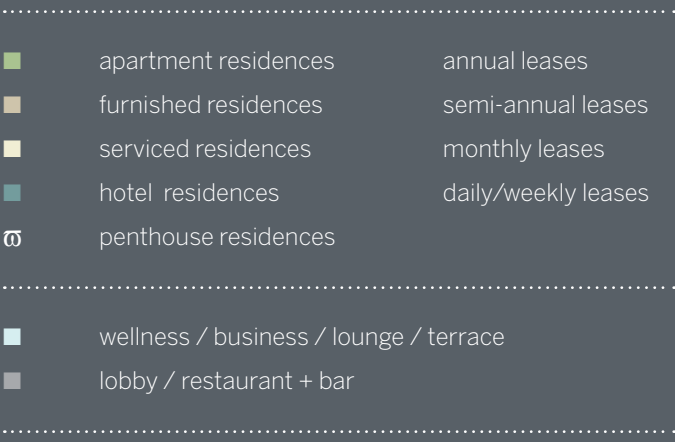 apartment residences annual leases
furnished residences semi-annual leases
serviced residences monthly leases
hotel residences daily/weekly leases
ϖ penthouse residences
wellness / business / lounge / terrace
lobby / restaurant + bar